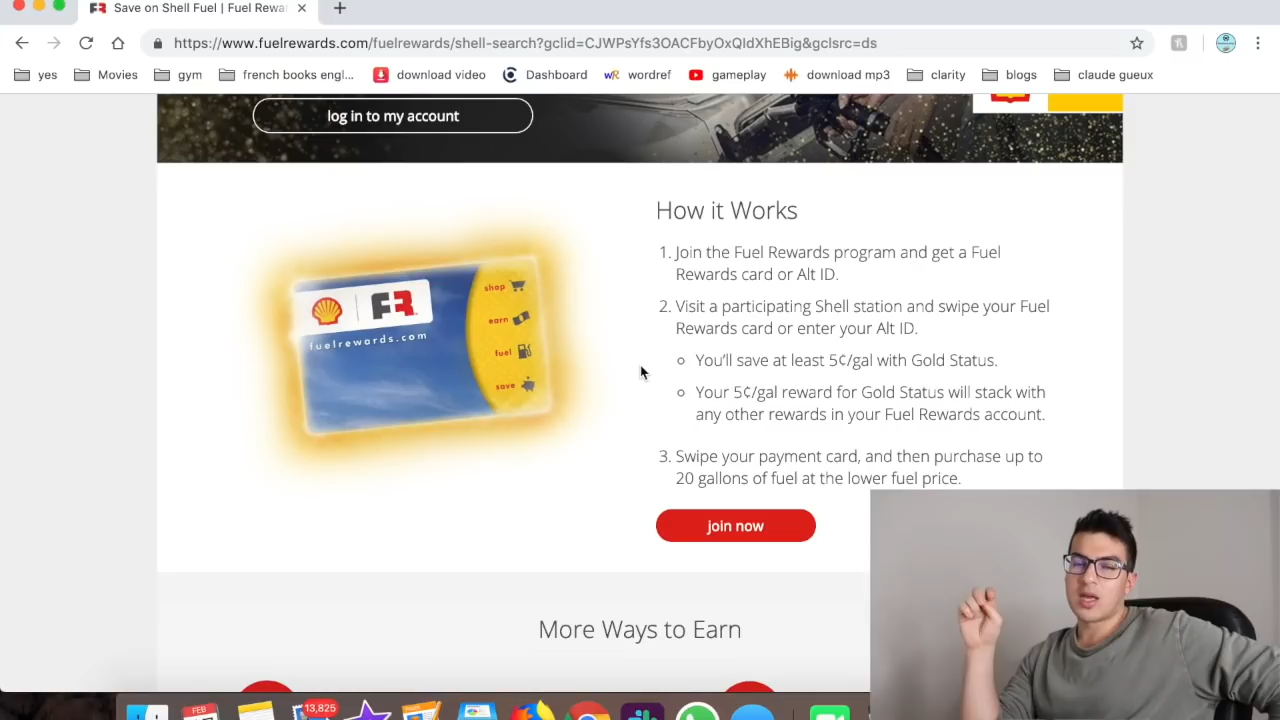 Save on Shell Fuel | Fuel Rewa
https://www.fuelrewards.com/fuelrewards/shell-search?gclid=CJWPsYfs3OACFbyOxQIdXhEBig&gclsrc=ds
yes Movies gym french books engl... download video Dashboard wordref gameplay download mp3 clarity blogs claude gueux
log in to my account
How it Works
1. Join the Fuel Rewards program and get a Fuel
Rewards card or Alt ID.
2. Visit a participating Shell station and swipe your Fuel
Rewards card or enter your Alt ID.
You'll save at least 5¢/gal with Gold Status.
Your 5¢/gal reward for Gold Status will stack with
any other rewards in your Fuel Rewards account.
3. Swipe your payment card, and then purchase up to
20 gallons of fuel at the lower fuel price.
join now
FR
fuelrewards.com
shop
earn
fuel
save
More Ways to Earn
FEB
13,825